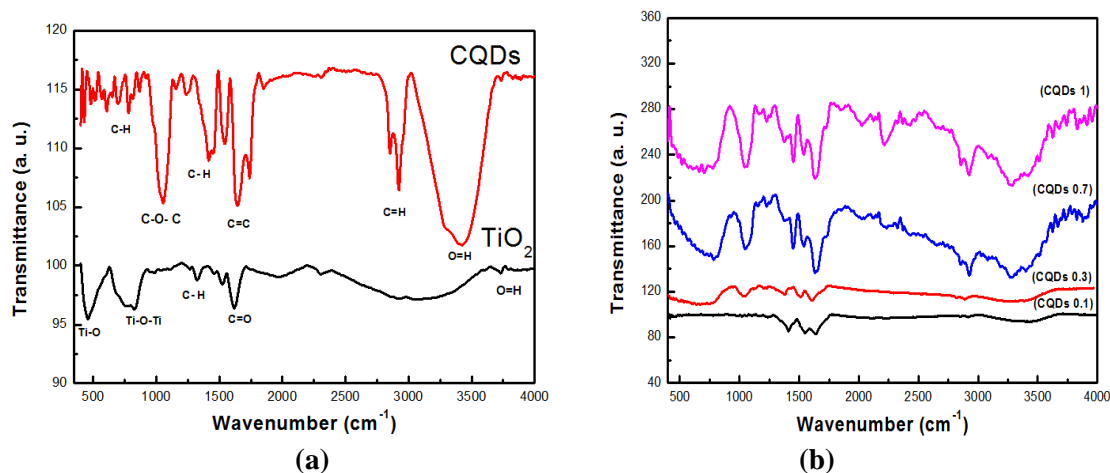 120
115
110
105
100
95
90
Transmittance (a. u.)
CQDs
C-H
C-O- C
C- H
C=C
C=H
O=H
TiO2
Ti-O
Ti-O-Ti
C- H
C=O
O=H
500 1000 1500 2000 2500 3000 3500 4000
Wavenumber (cm-1)
(a)
360
320
280
240
200
160
120
80
40
Transmittance (a. u.)
(CQDs 1)
(CQDs 0.7)
(CQDs 0.3)
(CQDs 0.1)
500 1000 1500 2000 2500 3000 3500 4000
Wavenumber (cm-1)
(b)